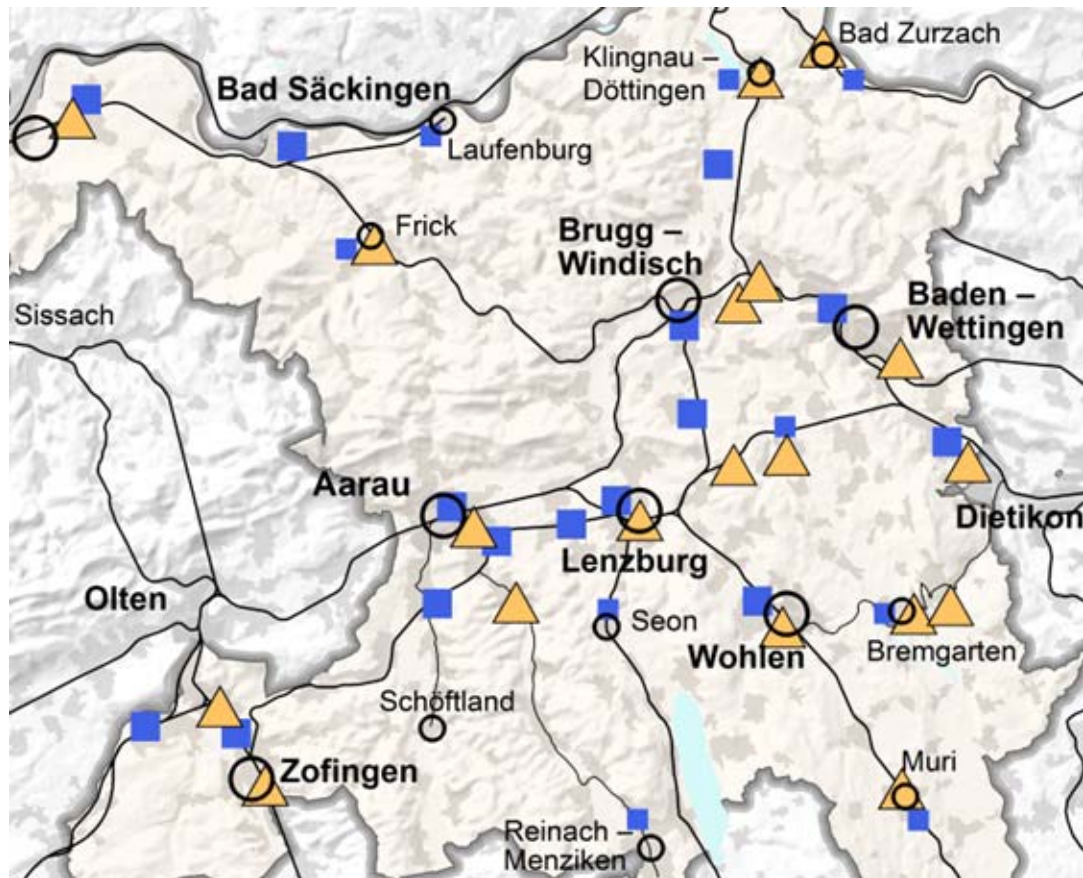 Bad Zurzach
Klingnau –
Döttingen
Bad Säckingen
Laufenburg
Frick
Brugg –
Windisch
Baden –
Wettingen
Sissach
Aarau
Dietikon
Lenzburg
Olten
Seon
Wohlen
Bremgarten
Schöftland
Zofingen
Muri
Reinach –
Menziken